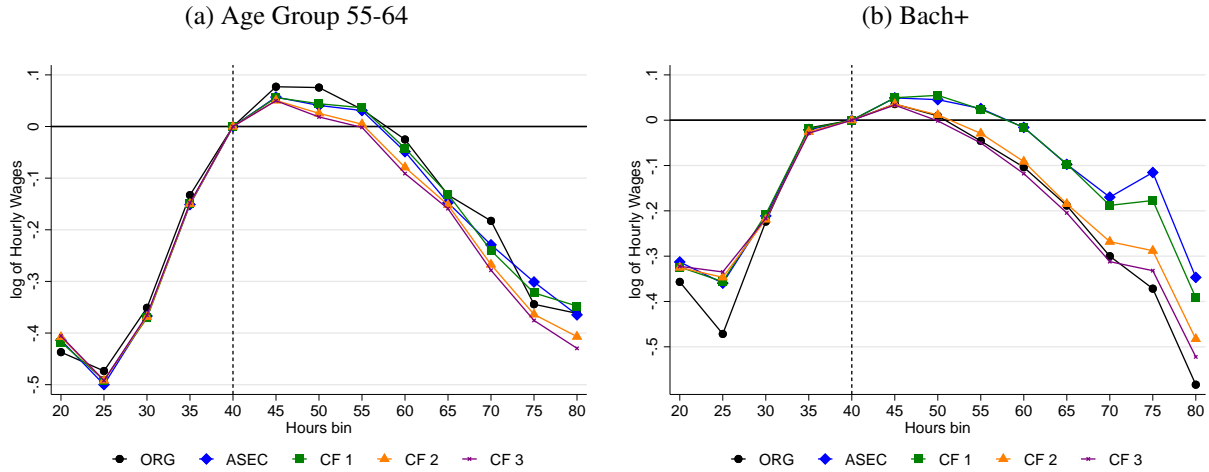 (a) Age Group 55-64
log of Hourly Wages
.1
0
-.1
-.2
-.3
-.4
-.5
20 25 30 35 40 45 50 55 60 65 70 75 80
Hours bin
ORG ASEC CF 1 CF 2 CF 3
(b) Bach+
log of Hourly Wages
.1
0
-.1
-.2
-.3
-.4
-.5
20 25 30 35 40 45 50 55 60 65 70 75 80
Hours bin
ORG ASEC CF 1 CF 2 CF 3